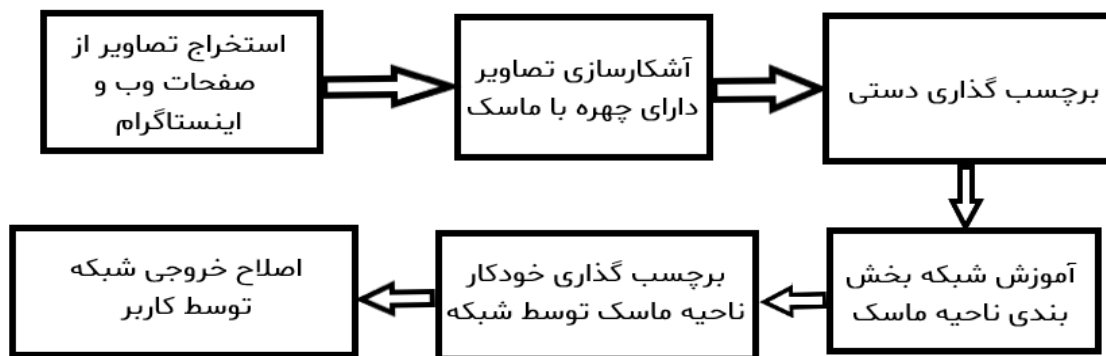 استخراج تصاویر از
صفحات وب و
اینستاگرام
آشکارسازی تصاویر
دارای چهره با ماسک
برچسب گذاری دستی
آموزش شبکه بخش
بندی ناحیه ماسک
برچسب گذاری خودکار
ناحیه ماسک توسط شبکه
اصلاح خروجی شبکه
توسط کاربر